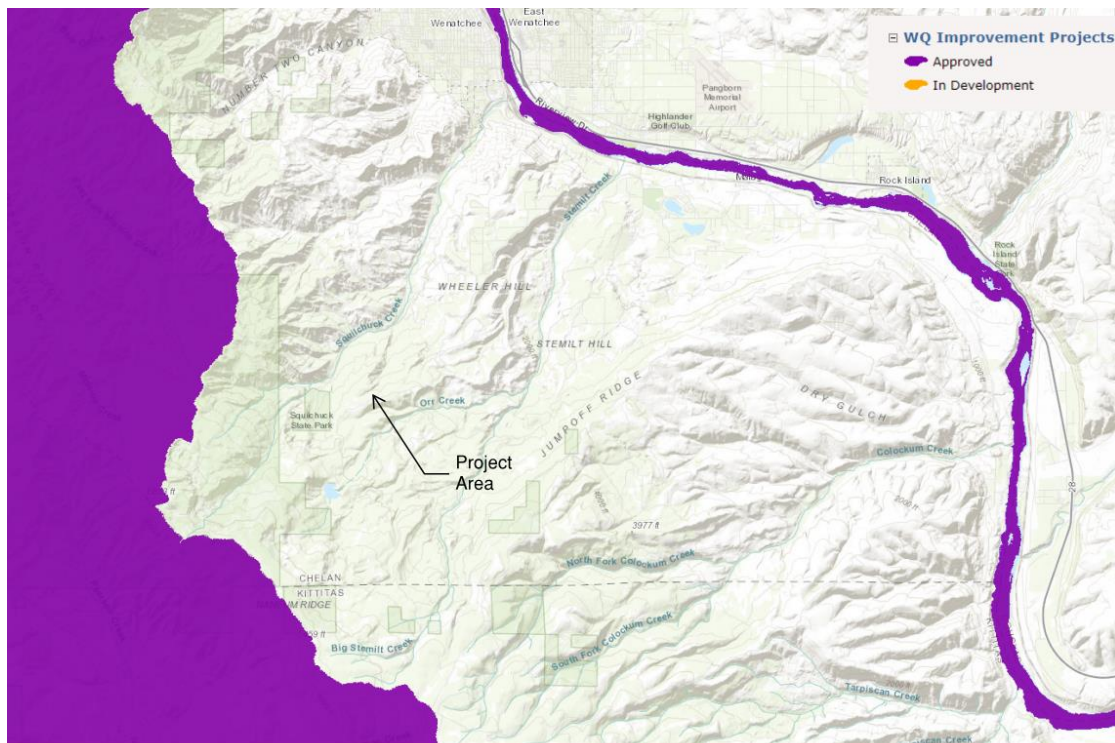 Wenatchee
East
Wenatchee
WQ Improvement Projects
Approved
In Development
Pangborn
Memorial
Airport
Highlander
Golf Club
Rock Island
Stemilt Creek
Rock
Island
State
Park
WHEELER HILL
Squilchuck Creek
STEMILT HILL
JUMPOFF RIDGE
DRY GULCH
Orr Creek
Squilchuck
State Park
Project
Area
Colockum Creek
3977 ft
North Fork Colockum Creek
CHELAN
KITTITAS
28
South Fork Colockum Creek
Big Stemilt Creek
Tarpiscan Creek